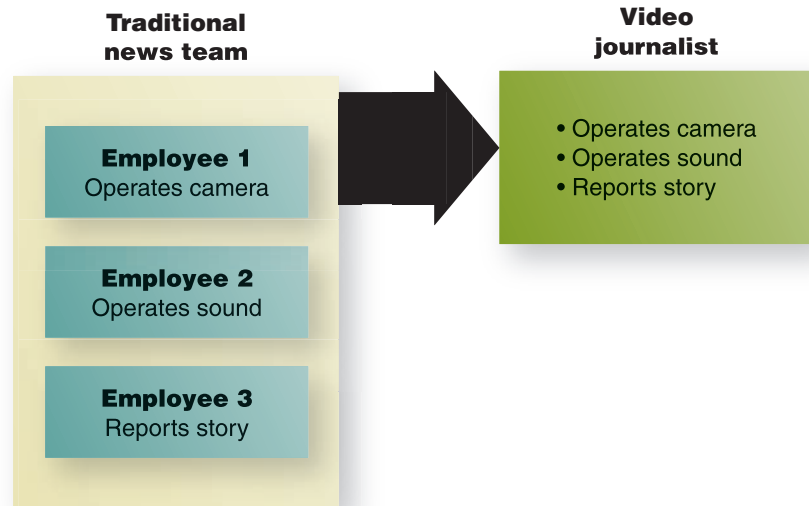 Traditional
news team
Employee 1
Operates camera
Employee 2
Operates sound
Employee 3
Reports story
Video
journalist
• Operates camera
• Operates sound
• Reports story